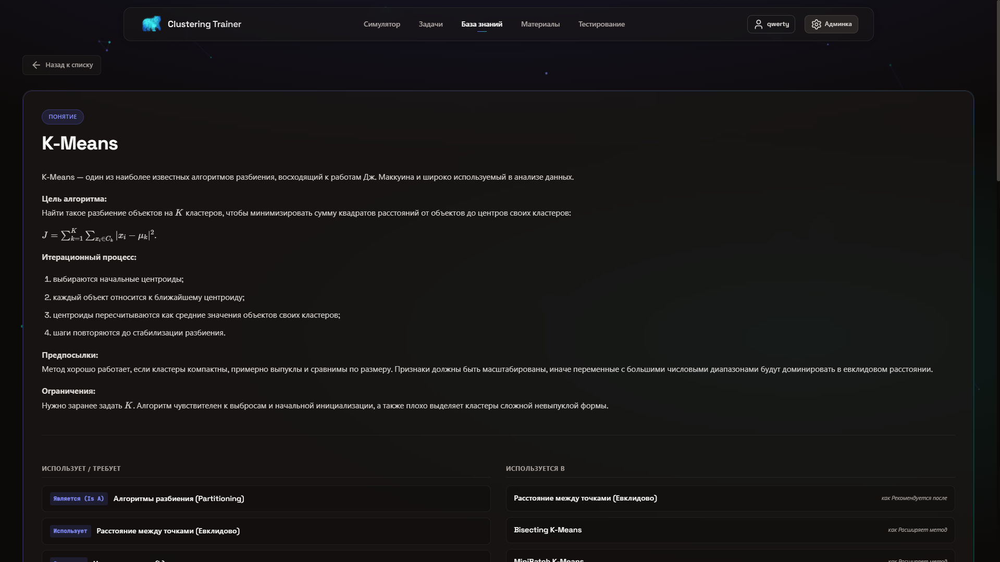 Clustering Trainer
Симулятор
Задачи
База знаний
Материалы
Тестирование
qwerty
Админка
Назад к списку
ПОНЯТИЕ
K-Means
K-Means — один из наиболее известных алгоритмов разбиения, восходящий к работам Дж. Маккуина и широко используемый в анализе данных.
Цель алгоритма:
Найти такое разбиение объектов на K кластеров, чтобы минимизировать сумму квадратов расстояний от объектов до центров своих кластеров:
J = ∑_{k=1}^{K} ∑_{x_i∈C_k} |x_i − μ_k|².
Итерационный процесс:
1. выбираются начальные центроиды;
2. каждый объект относится к ближайшему центроиду;
3. центроиды пересчитываются как средние значения объектов своих кластеров;
4. шаги повторяются до стабилизации разбиения.
Предпосылки:
Метод хорошо работает, если кластеры компактны, примерно выпуклы и сравнимы по размеру. Признаки должны быть масштабированы, иначе переменные с большими числовыми диапазонами будут доминировать в евклидовом расстоянии.
Ограничения:
Нужно заранее задать K. Алгоритм чувствителен к выбросам и начальной инициализации, а также плохо выделяет кластеры сложной невыпуклой формы.
ИСПОЛЬЗУЕТ / ТРЕБУЕТ
Является (Is A) Алгоритмы разбиения (Partitioning)
Использует Расстояние между точками (Евклидово)
ИСПОЛЬЗУЕТСЯ В
Расстояние между точками (Евклидово) как Рекомендуется после
Bisecting K-Means как Расширяет метод
MiniBatch K-Means как Расширяет метод